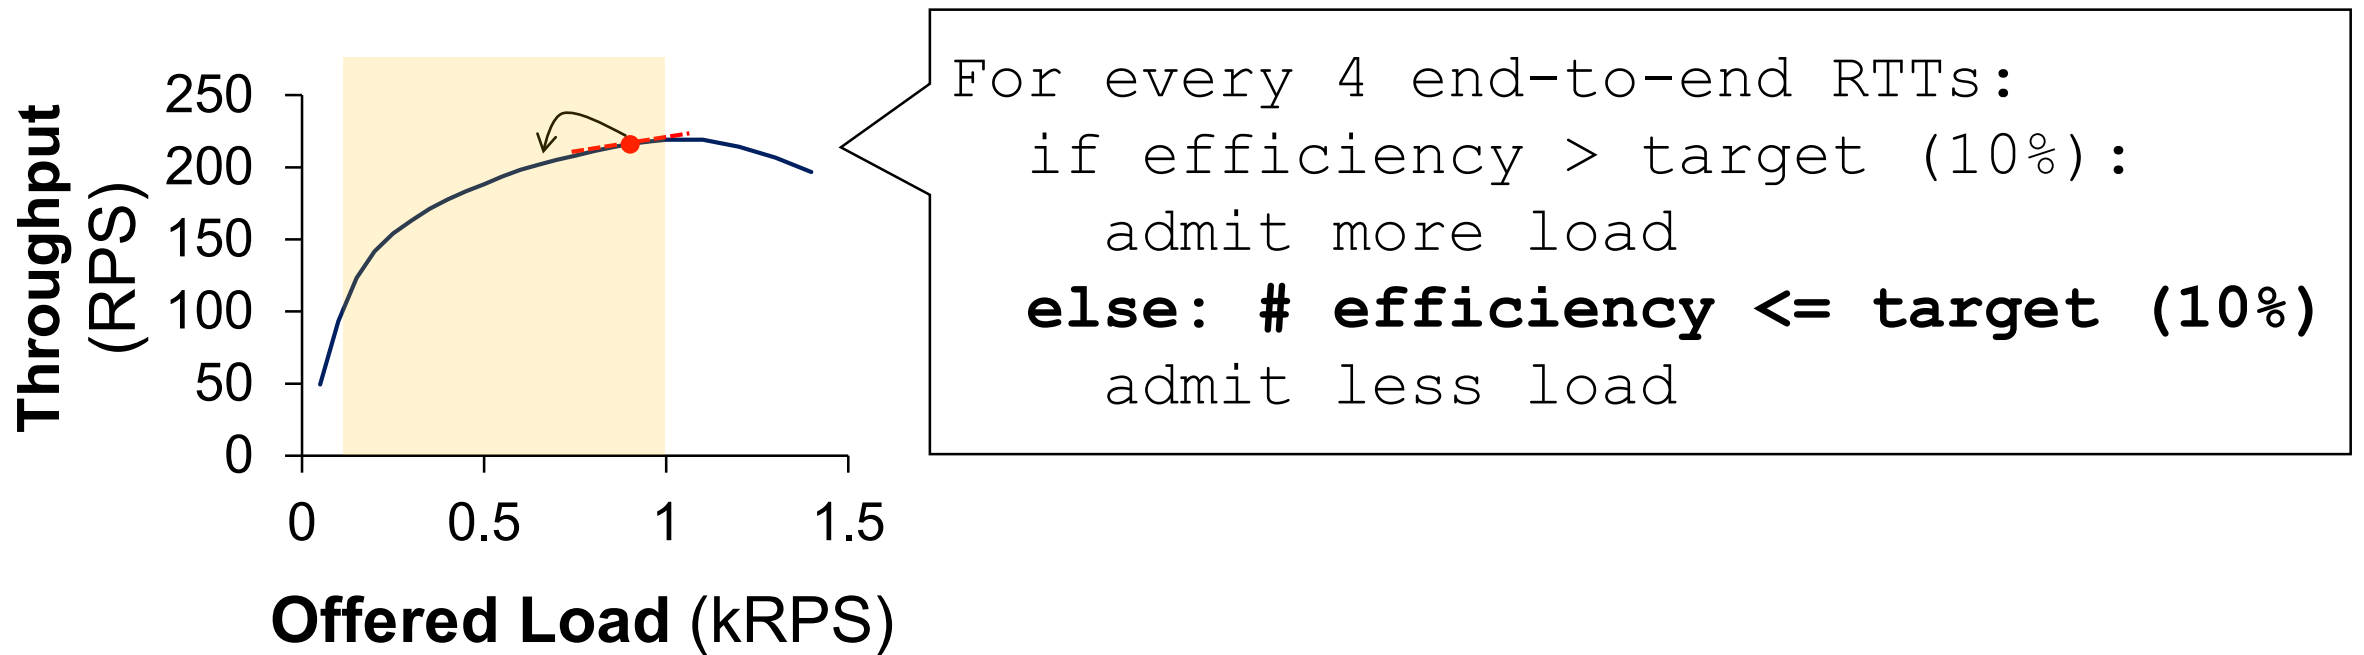 Throughput
(RPS)
250
200
150
100
50
0
0 0.5 1 1.5
Offered Load (kRPS)
For every 4 end-to-end RTTs:
if efficiency > target (10%):
admit more load
else: # efficiency <= target (10%)
admit less load